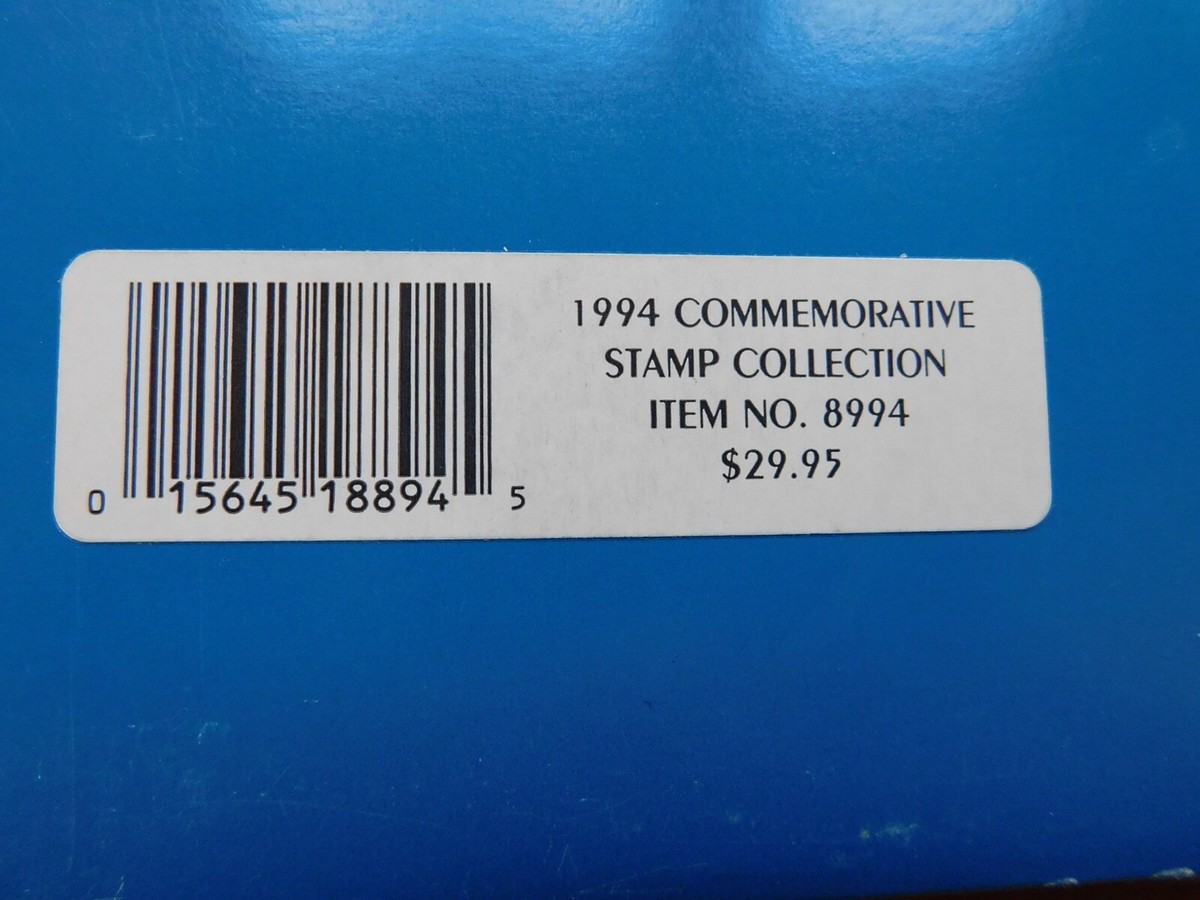 1994 COMMEMORATIVE
STAMP COLLECTION
ITEM NO. 8994
$29.95
0 15645 18894 5